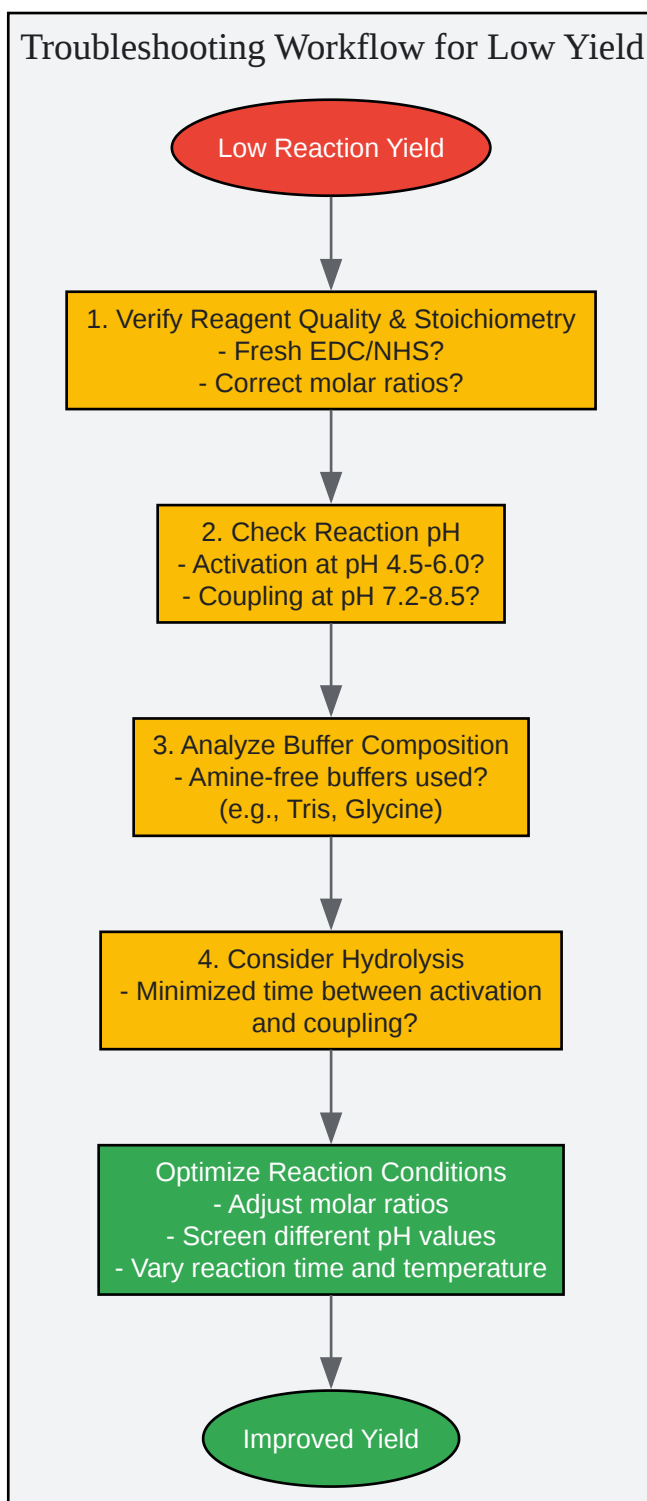 Troubleshooting Workflow for Low Yield
Low Reaction Yield
1. Verify Reagent Quality & Stoichiometry
- Fresh EDC/NHS?
- Correct molar ratios?
2. Check Reaction pH
- Activation at pH 4.5-6.0?
- Coupling at pH 7.2-8.5?
3. Analyze Buffer Composition
- Amine-free buffers used?
(e.g., Tris, Glycine)
4. Consider Hydrolysis
- Minimized time between activation
and coupling?
Optimize Reaction Conditions
- Adjust molar ratios
- Screen different pH values
- Vary reaction time and temperature
Improved Yield